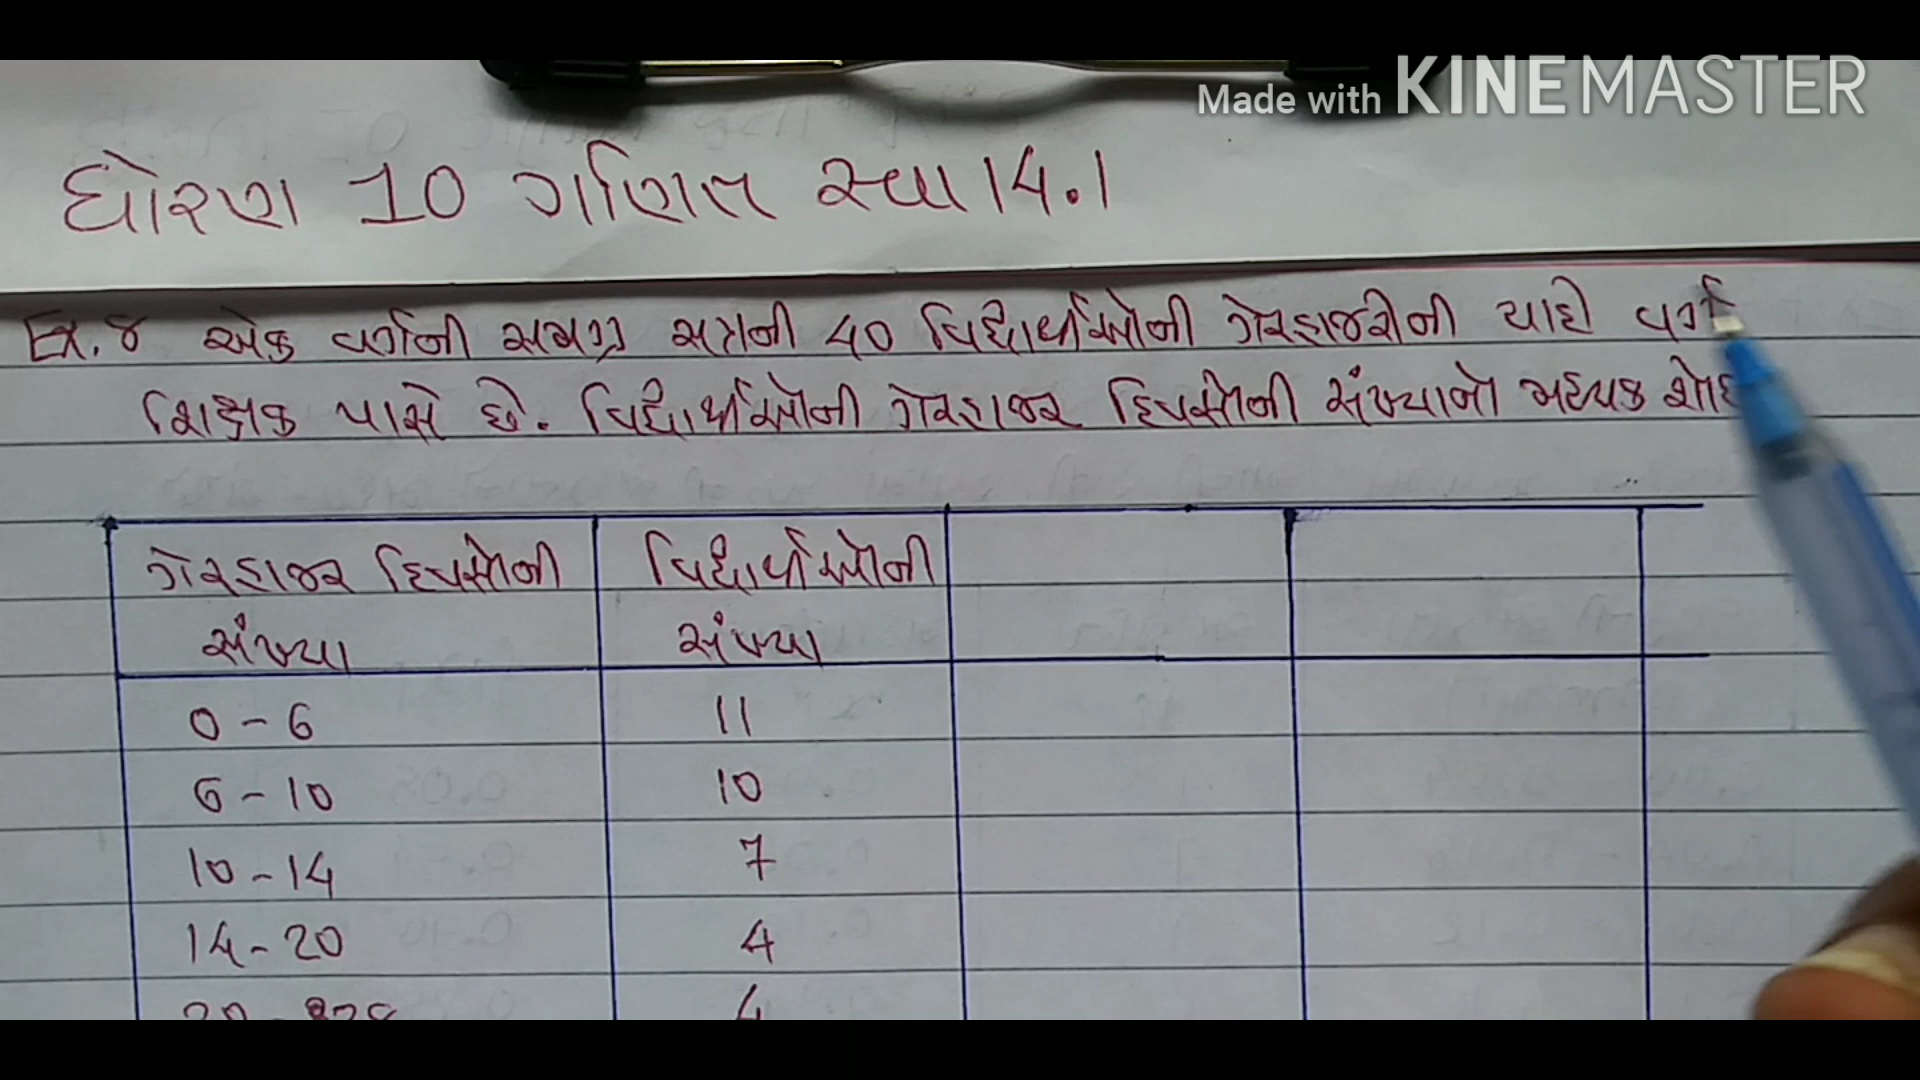 Made with KINEMASTER
ધોરણ 10 ગણિત સ્વા 14.1
Ex. ૪ એક વર્ગની સમગ્ર સત્રની 40 વિદ્યાર્થીઓની ગેરહાજરીની યાદી વર્ગ
શિક્ષક પાસે છે. વિદ્યાર્થીઓની ગેરહાજર દિવસોની સંખ્યાનો મધ્યક
ગેરહાજર દિવસોની વિદ્યાર્થીઓની
સંખ્યા સંખ્યા
0 - 6 11
6 - 10 10
10 - 14 7
14 - 20 4